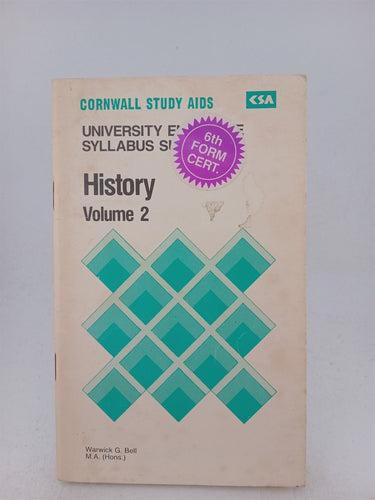 CORNWALL STUDY AIDS
CSA
UNIVERSITY
SYLLABUS
6th
FORM
CERT.
History
Volume 2
Warwick G. Bell
M.A. (Hons.)